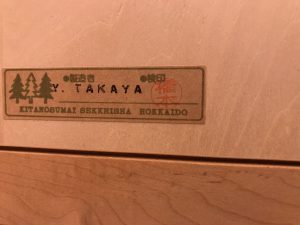 ●製造者 ●検印
Y. TAKAYA
KITANOSUMAI SEKKEISHA HOKKAIDO